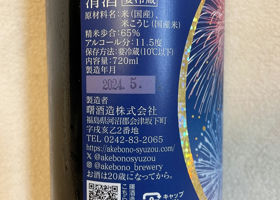 清酒 要冷蔵
原材料名：米（国産）、
米こうじ（国産米）
精米歩合：65％
アルコール分：11.5度
保存方法：要冷蔵(10℃以下)
内容量：720ml
製造年月
2024.5.
製造者
曙酒造株式会社
福島県河沼郡会津坂下町
字戌亥乙2番地
TEL 0242-83-2065
https://akebono-syuzou.com/
@akebono_syuzou
@akebono_brewery
お酒は20歳になってから。
キャップ